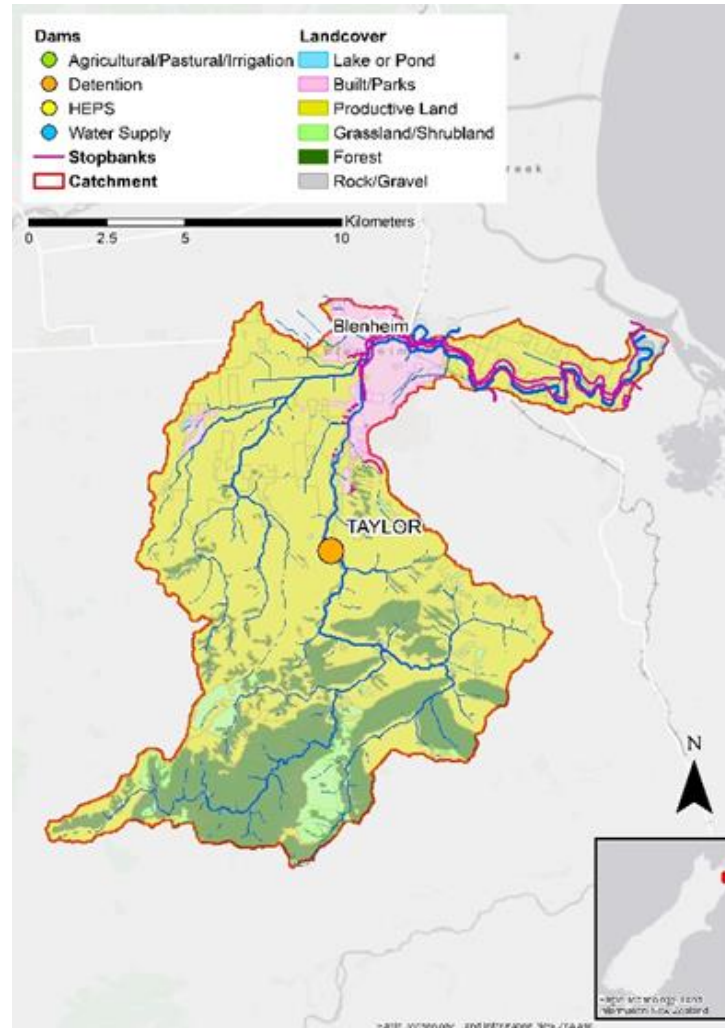 Dams
Agricultural/Pastural/Irrigation
Detention
HEPS
Water Supply
Stopbanks
Catchment
Landcover
Lake or Pond
Built/Parks
Productive Land
Grassland/Shrubland
Forest
Rock/Gravel
Kilometers
0 2.5 5 10
Blenheim
TAYLOR
N